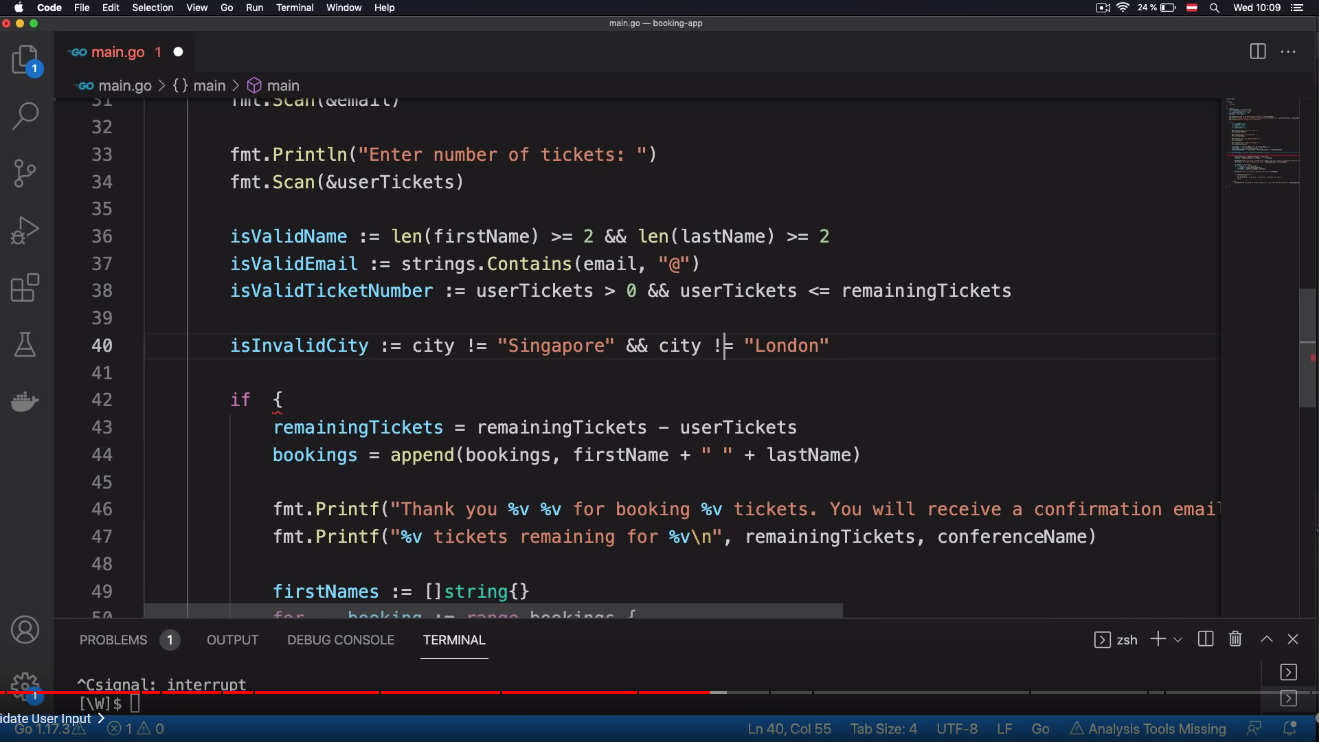 Code File Edit Selection View Go Run Terminal Window Help 24 % Wed 10:09
main.go — booking-app
GO main.go 1
1
GO main.go > {} main > main
31 fmt.Scan(&email)
32
33 fmt.Println("Enter number of tickets: ")
34 fmt.Scan(&userTickets)
35
36 isValidName := len(firstName) >= 2 && len(lastName) >= 2
37 isValidEmail := strings.Contains(email, "@")
38 isValidTicketNumber := userTickets > 0 && userTickets <= remainingTickets
39
40 isInvalidCity := city != "Singapore" && city != "London"
41
42 if {
43 remainingTickets = remainingTickets - userTickets
44 bookings = append(bookings, firstName + " " + lastName)
45
46 fmt.Printf("Thank you %v %v for booking %v tickets. You will receive a confirmation email
47 fmt.Printf("%v tickets remaining for %v\n", remainingTickets, conferenceName)
48
49 firstNames := []string{}
50 for booking := range bookings {
PROBLEMS 1 OUTPUT DEBUG CONSOLE TERMINAL zsh
^Csignal: interrupt
[\W]$
1
idate User Input >
Go 1.17.3 1 0 Ln 40, Col 55 Tab Size: 4 UTF-8 LF Go Analysis Tools Missing